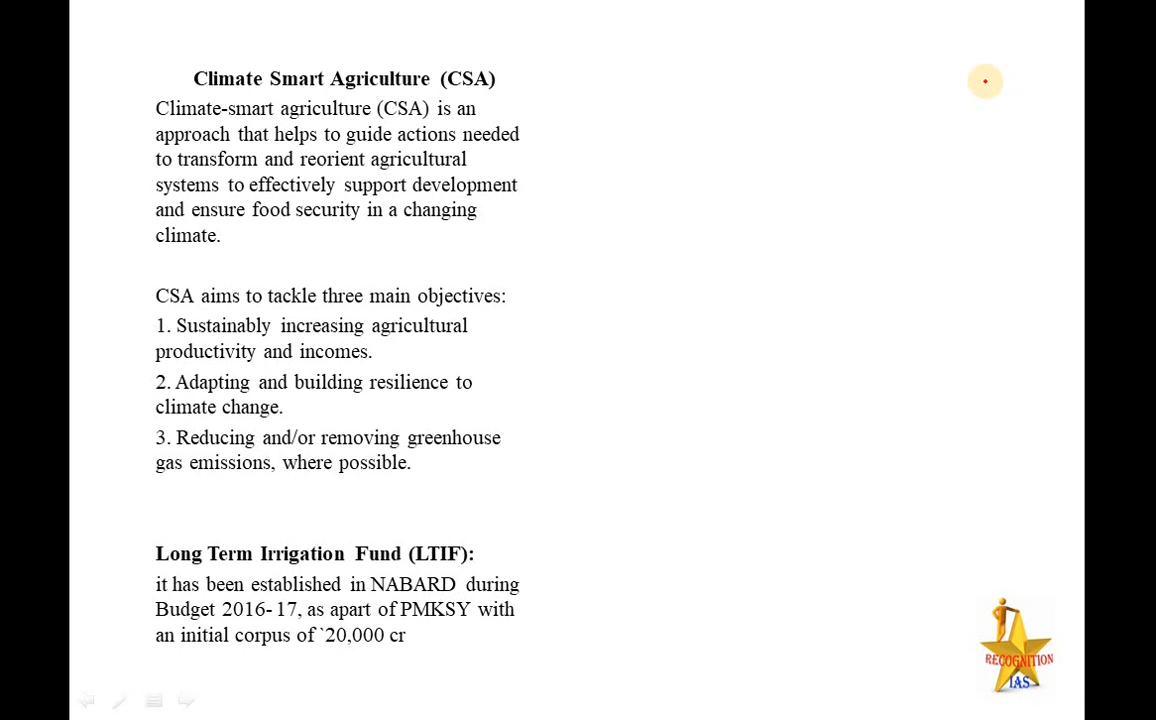 Climate Smart Agriculture (CSA)
Climate-smart agriculture (CSA) is an
approach that helps to guide actions needed
to transform and reorient agricultural
systems to effectively support development
and ensure food security in a changing
climate.
CSA aims to tackle three main objectives:
1. Sustainably increasing agricultural
productivity and incomes.
2. Adapting and building resilience to
climate change.
3. Reducing and/or removing greenhouse
gas emissions, where possible.
Long Term Irrigation Fund (LTIF):
it has been established in NABARD during
Budget 2016-17, as apart of PMKSY with
an initial corpus of `20,000 cr
RECOGNITION
IAS